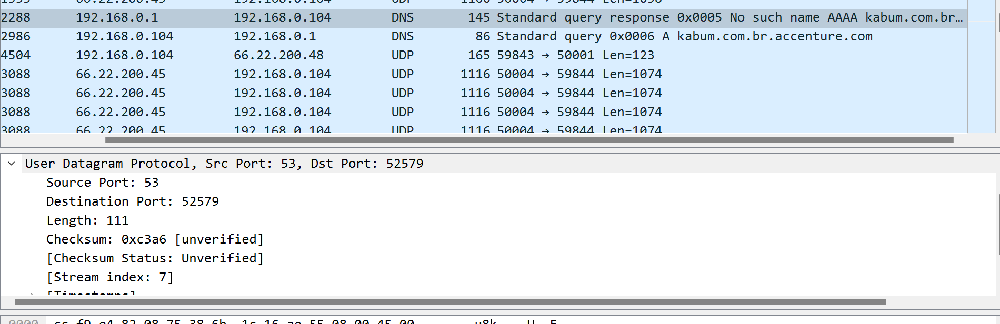 2288 192.168.0.1 192.168.0.104 DNS 145 Standard query response 0x0005 No such name AAAA kabum.com.br…
2986 192.168.0.104 192.168.0.1 DNS 86 Standard query 0x0006 A kabum.com.br.accenture.com
4504 192.168.0.104 66.22.200.48 UDP 165 59843 → 50001 Len=123
3088 66.22.200.45 192.168.0.104 UDP 1116 50004 → 59844 Len=1074
3088 66.22.200.45 192.168.0.104 UDP 1116 50004 → 59844 Len=1074
3088 66.22.200.45 192.168.0.104 UDP 1116 50004 → 59844 Len=1074
3088 66.22.200.45 192.168.0.104 UDP 1116 50004 → 59844 Len=1074
User Datagram Protocol, Src Port: 53, Dst Port: 52579
Source Port: 53
Destination Port: 52579
Length: 111
Checksum: 0xc3a6 [unverified]
[Checksum Status: Unverified]
[Stream index: 7]
[Timestamps]